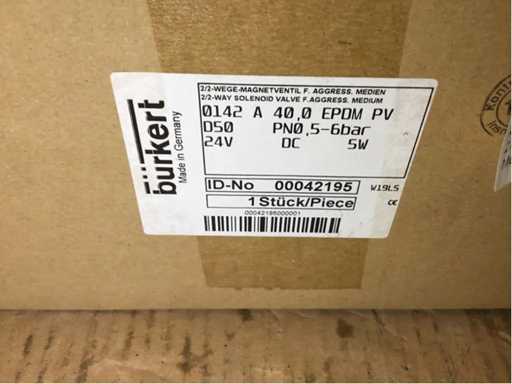 bürkert
Made in Germany
2/2-WEGE-MAGNETVENTIL F. AGGRESS. MEDIEN
2/2-WAY SOLENOID VALVE F.AGGRESS. MEDIUM
0142 A 40,0 EPDM PV
D50 PN0,5-6bar
24V DC 5W
ID-No 00042195
W19LS
1 Stück/Piece
CE
00042195000001